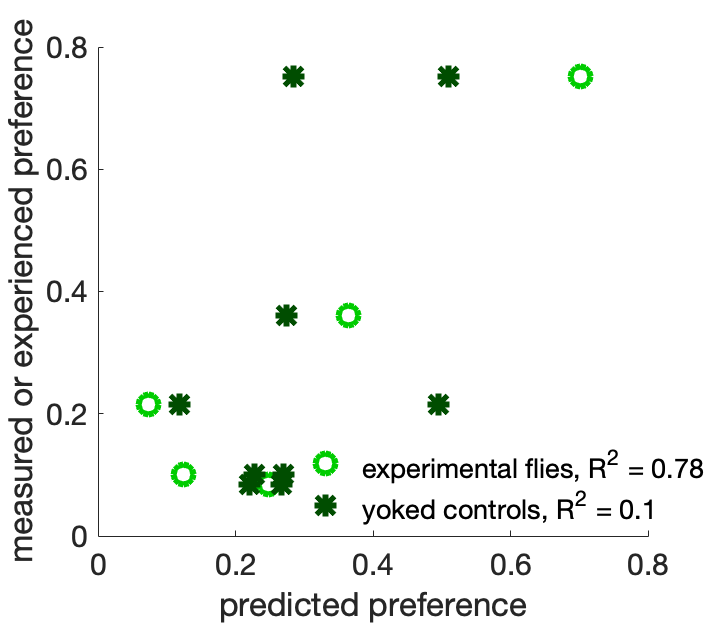 measured or experienced preference
0.8
0.6
0.4
0.2
0
experimental flies, R² = 0.78
yoked controls, R² = 0.1
0 0.2 0.4 0.6 0.8
predicted preference